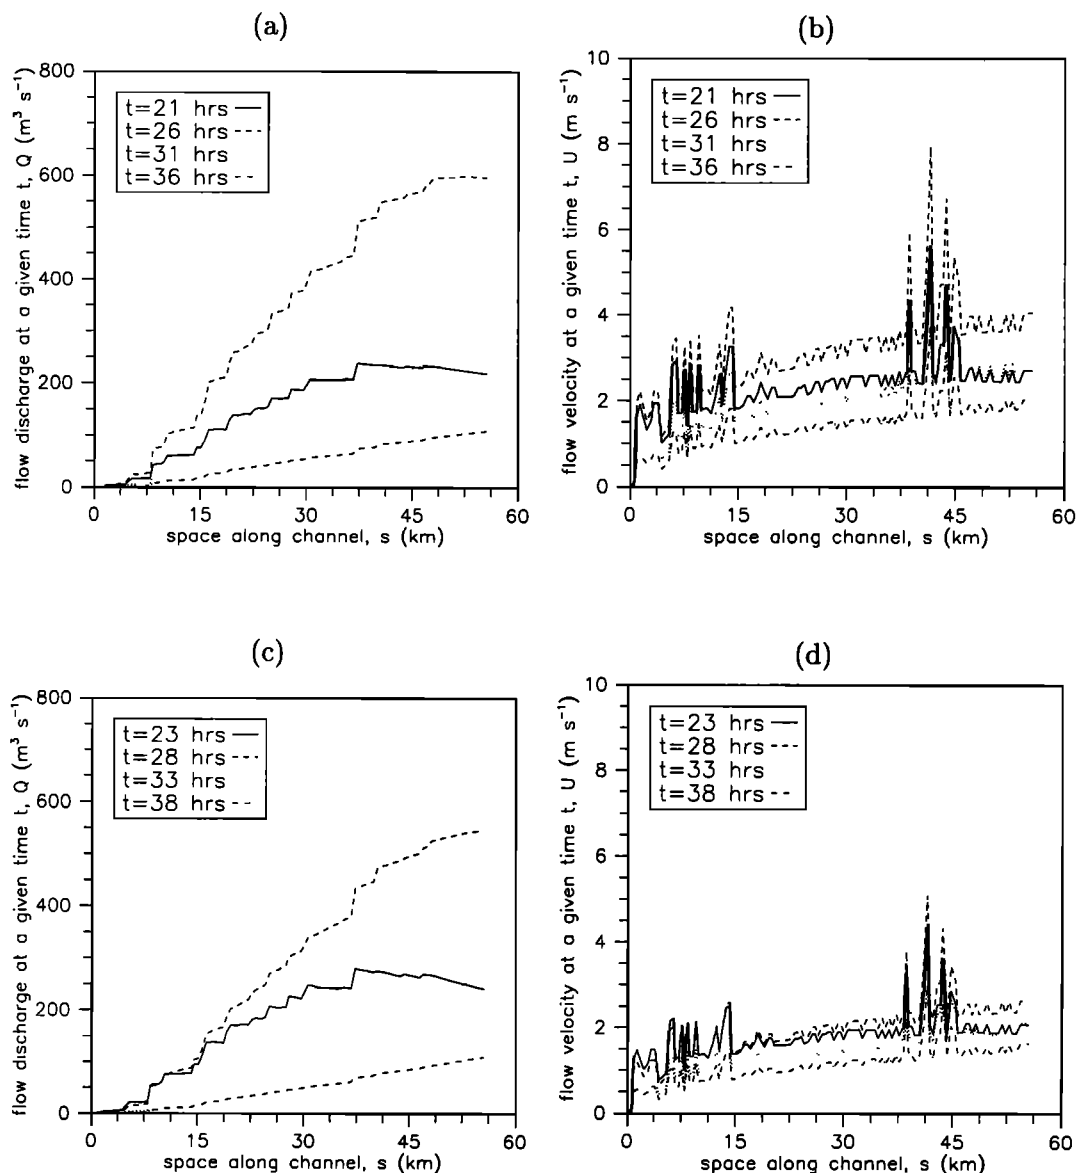 (a)
flow discharge at a given time t, Q (m³ s⁻¹)
800
600
400
200
0
t=21 hrs
t=26 hrs
t=31 hrs
t=36 hrs
0 15 30 45 60
space along channel, s (km)
(b)
flow velocity at a given time t, U (m s⁻¹)
10
8
6
4
2
0
t=21 hrs
t=26 hrs
t=31 hrs
t=36 hrs
0 15 30 45 60
space along channel, s (km)
(c)
flow discharge at a given time t, Q (m³ s⁻¹)
800
600
400
200
0
t=23 hrs
t=28 hrs
t=33 hrs
t=38 hrs
0 15 30 45 60
space along channel, s (km)
(d)
flow velocity at a given time t, U (m s⁻¹)
10
8
6
4
2
0
t=23 hrs
t=28 hrs
t=33 hrs
t=38 hrs
0 15 30 45 60
space along channel, s (km)